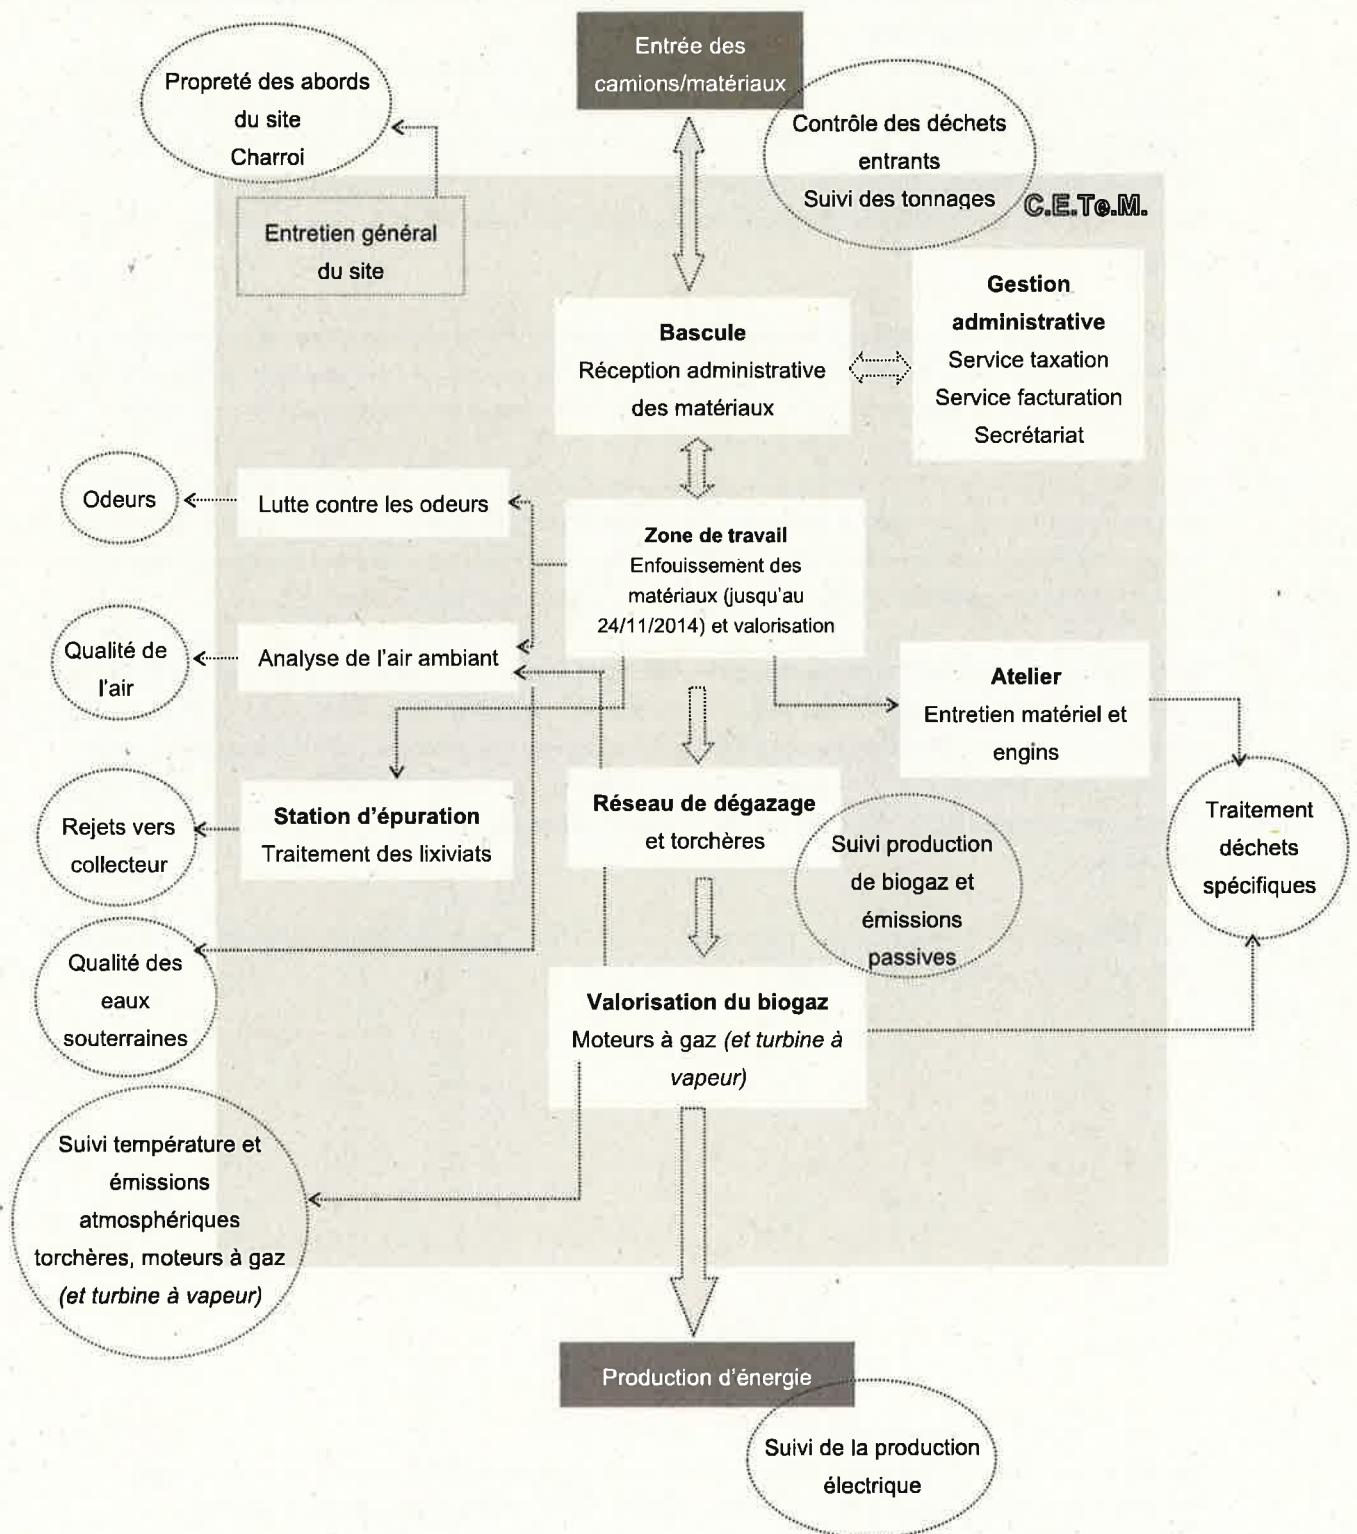 Entrée des
camions/matériaux
Propreté des abords
du site
Charroi
Contrôle des déchets
entrants
Suivi des tonnages
C.E.Te.M.
Entretien général
du site
Gestion
administrative
Service taxation
Service facturation
Secrétariat
Bascule
Réception administrative
des matériaux
Odeurs
Lutte contre les odeurs
Zone de travail
Enfouissement des
matériaux (jusqu'au
24/11/2014) et valorisation
Qualité de
l'air
Analyse de l'air ambiant
Atelier
Entretien matériel et
engins
Rejets vers
collecteur
Station d'épuration
Traitement des lixiviats
Réseau de dégazage
et torchères
Suivi production
de biogaz et
émissions
passives
Traitement
déchets
spécifiques
Qualité des
eaux
souterraines
Valorisation du biogaz
Moteurs à gaz (et turbine à
vapeur)
Suivi température et
émissions
atmosphériques
torchères, moteurs à gaz
(et turbine à vapeur)
Production d'énergie
Suivi de la production
électrique